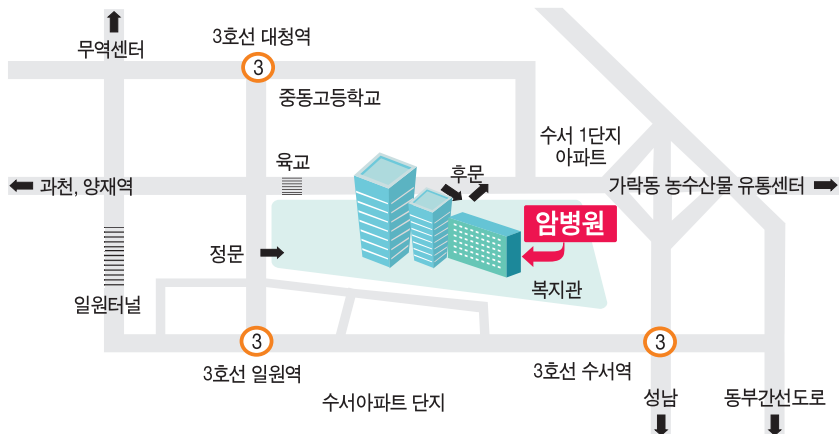 3호선 대청역
무역센터
3
중동고등학교
수서 1단지
아파트
육교
후문
과천, 양재역
가락동 농수산물 유통센터
암병원
정문
복지관
일원터널
3
3
3호선 일원역
3호선 수서역
수서아파트 단지
성남
동부간선도로